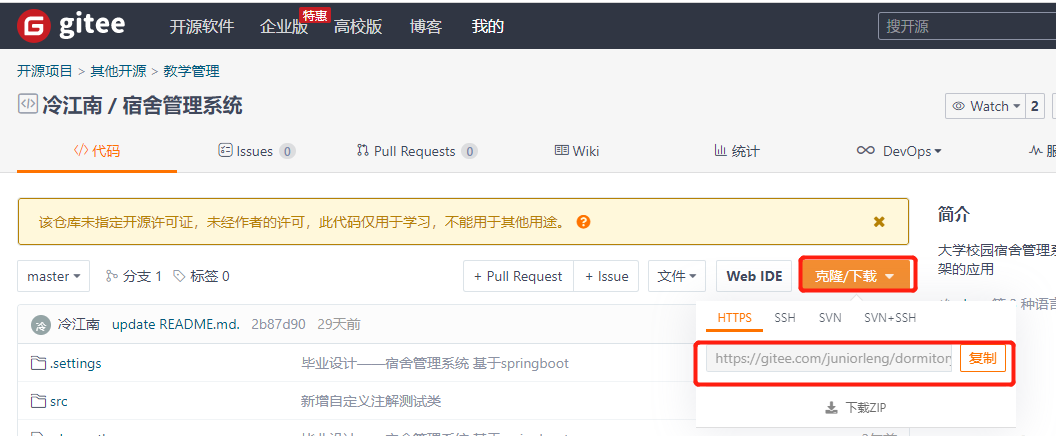 gitee 开源软件 企业版 特惠 高校版 博客 我的 搜开源
开源项目 > 其他开源 > 教学管理
冷江南 / 宿舍管理系统 Watch 2
代码 Issues 0 Pull Requests 0 Wiki 统计 DevOps
该仓库未指定开源许可证，未经作者的许可，此代码仅用于学习，不能用于其他用途。
简介
大学校园宿舍管理系
架的应用
master 分支 1 标签 0 + Pull Request + Issue 文件 Web IDE 克隆/下载
HTTPS SSH SVN SVN+SSH
冷 冷江南 update README.md. 2b87d90 29天前
https://gitee.com/juniorleng/dormitory 复制
.settings 毕业设计——宿舍管理系统 基于springboot
src 新增自定义注解测试类
下载ZIP